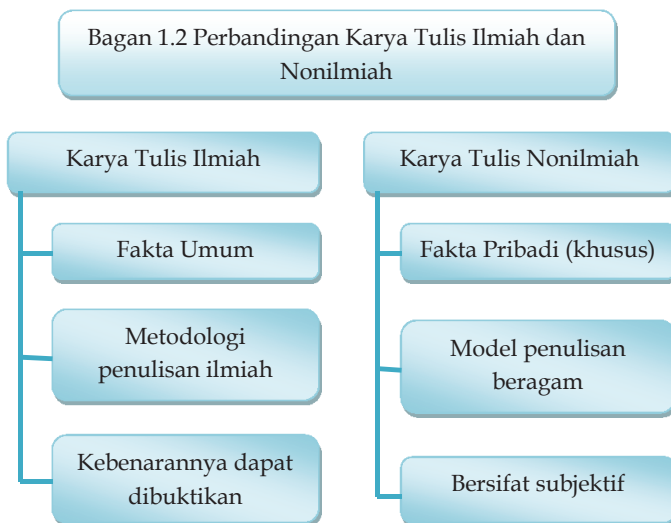 Bagan 1.2 Perbandingan Karya Tulis Ilmiah dan
Nonilmiah
Karya Tulis Ilmiah
Fakta Umum
Metodologi
penulisan ilmiah
Kebenarannya dapat
dibuktikan
Karya Tulis Nonilmiah
Fakta Pribadi (khusus)
Model penulisan
beragam
Bersifat subjektif